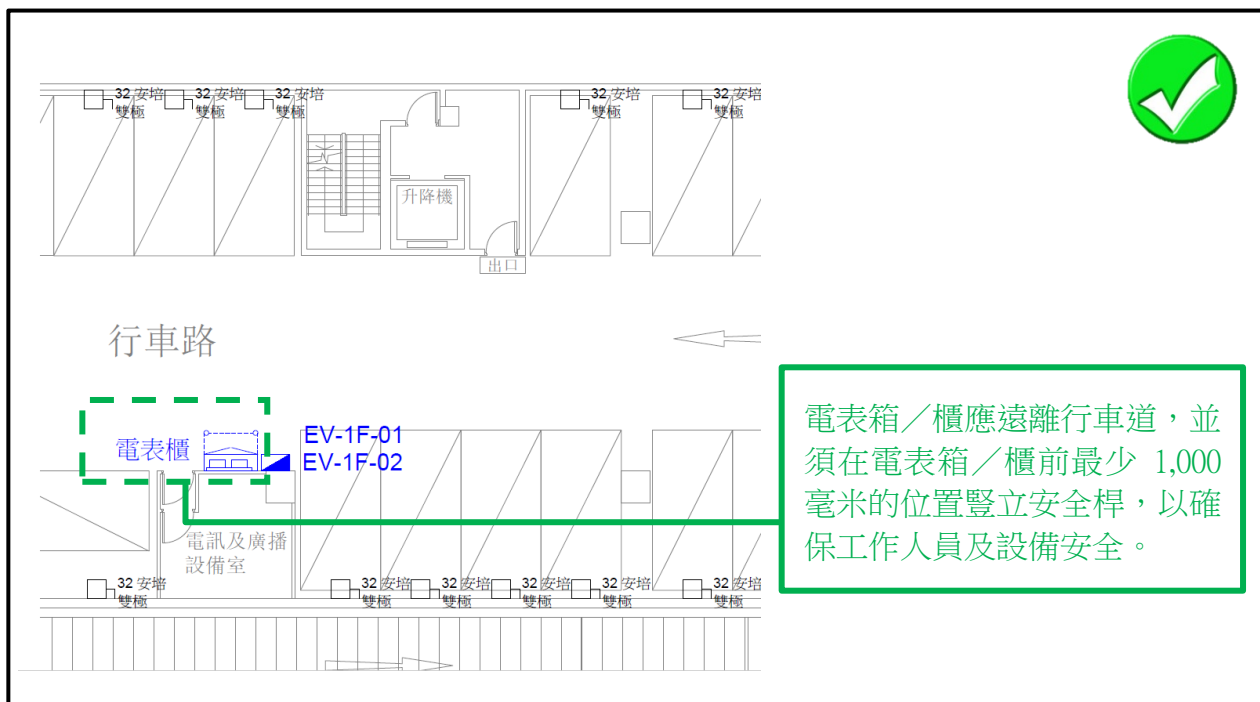 32 安培
雙極
32 安培
雙極
32 安培
雙極
32 安培
雙極
32 安培
雙極
升降機
出口
行車路
電表櫃
EV-1F-01
EV-1F-02
電表箱／櫃應遠離行車道，並
須在電表箱／櫃前最少 1,000
毫米的位置豎立安全桿，以確
保工作人員及設備安全。
電訊及廣播
設備室
32 安培
雙極
32 安培
雙極
32 安培
雙極
32 安培
雙極
32 安培
雙極
32 安培
雙極